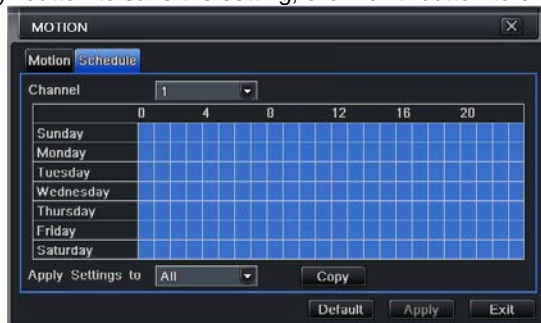 MOTION X
Motion Schedule
Channel 1
0 4 8 12 16 20
Sunday
Monday
Tuesday
Wednesday
Thursday
Friday
Saturday
Apply Settings to All Copy
Default Apply Exit